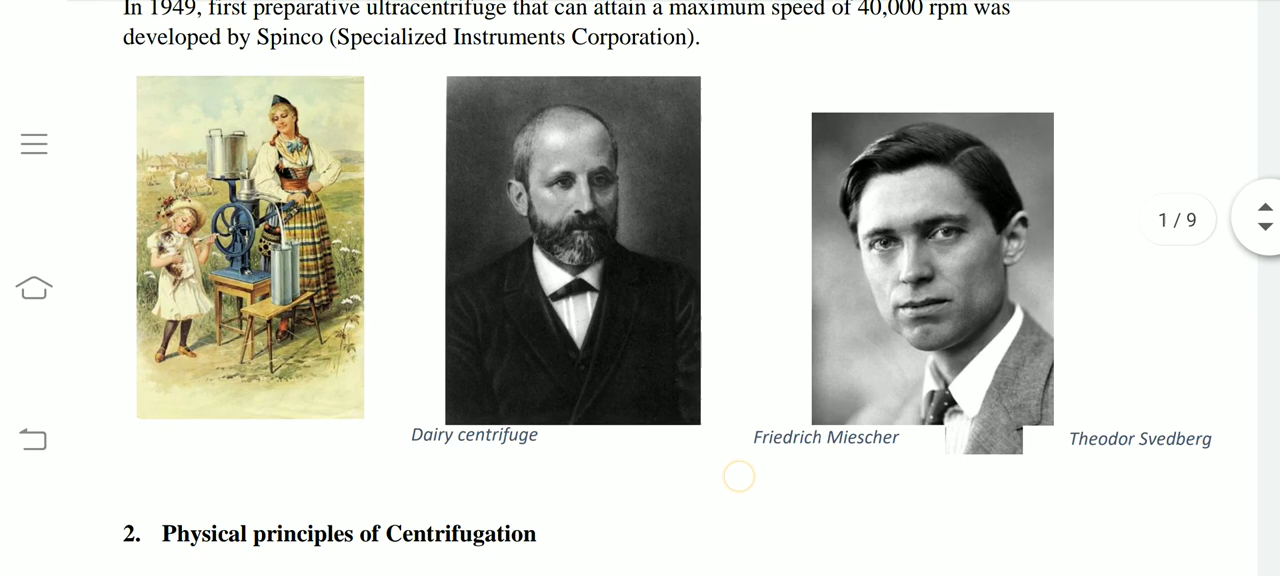 In 1949, first preparative ultracentrifuge that can attain a maximum speed of 40,000 rpm was
developed by Spinco (Specialized Instruments Corporation).
1 / 9
Dairy centrifuge
Friedrich Miescher
Theodor Svedberg
2. Physical principles of Centrifugation